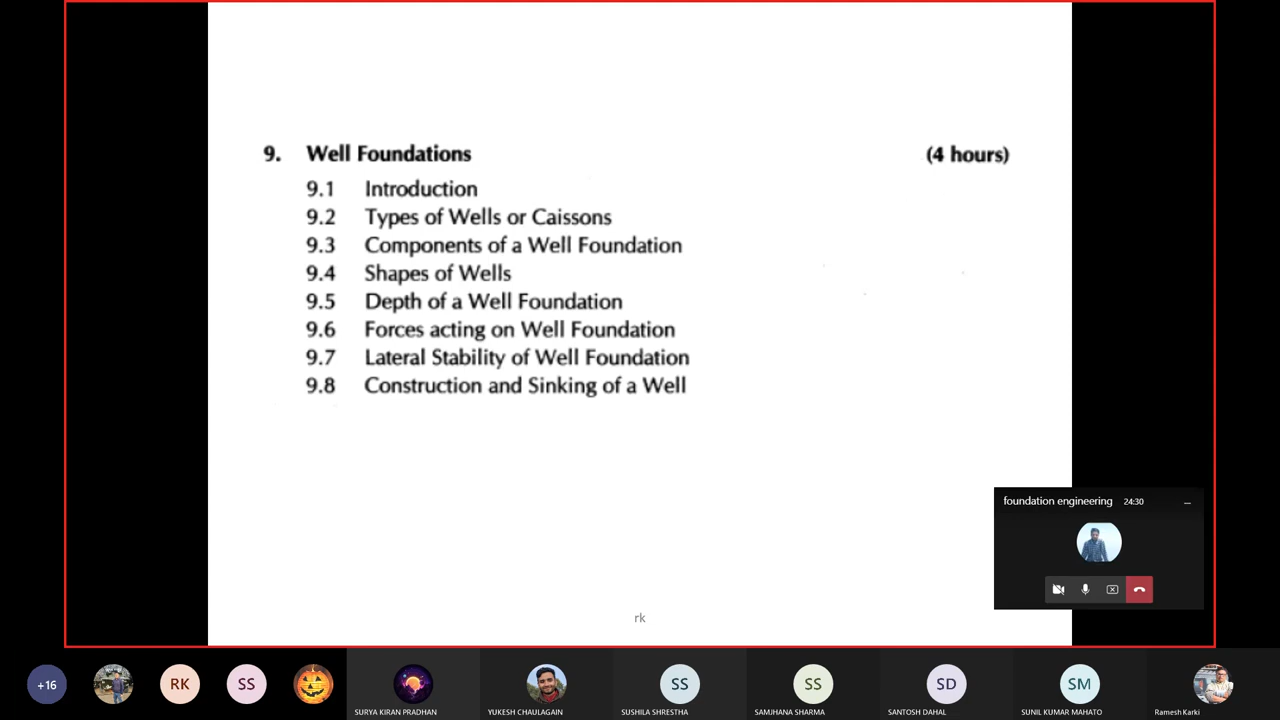 9. Well Foundations (4 hours)
9.1 Introduction
9.2 Types of Wells or Caissons
9.3 Components of a Well Foundation
9.4 Shapes of Wells
9.5 Depth of a Well Foundation
9.6 Forces acting on Well Foundation
9.7 Lateral Stability of Well Foundation
9.8 Construction and Sinking of a Well
foundation engineering 24:30
rk
+16 RK SS SS SS SD SM
SURYA KIRAN PRADHAN YUKESH CHAULAGAIN SUSHILA SHRESTHA SAMJHANA SHARMA SANTOSH DAHAL SUNIL KUMAR MAHATO Ramesh Karki